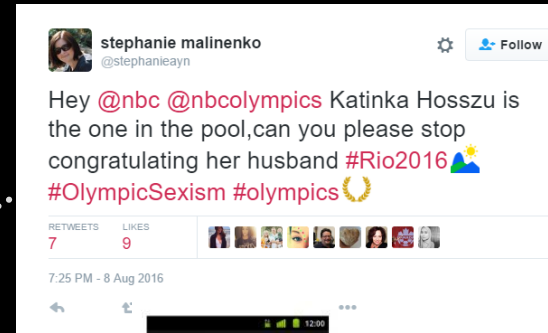 stephanie malinenko
Follow
@stephanieayn
Hey @nbc @nbcolympics Katinka Hosszu is
the one in the pool,can you please stop
congratulating her husband #Rio2016
#OlympicSexism #olympics
RETWEETS LIKES
7 9
7:25 PM - 8 Aug 2016
12:00